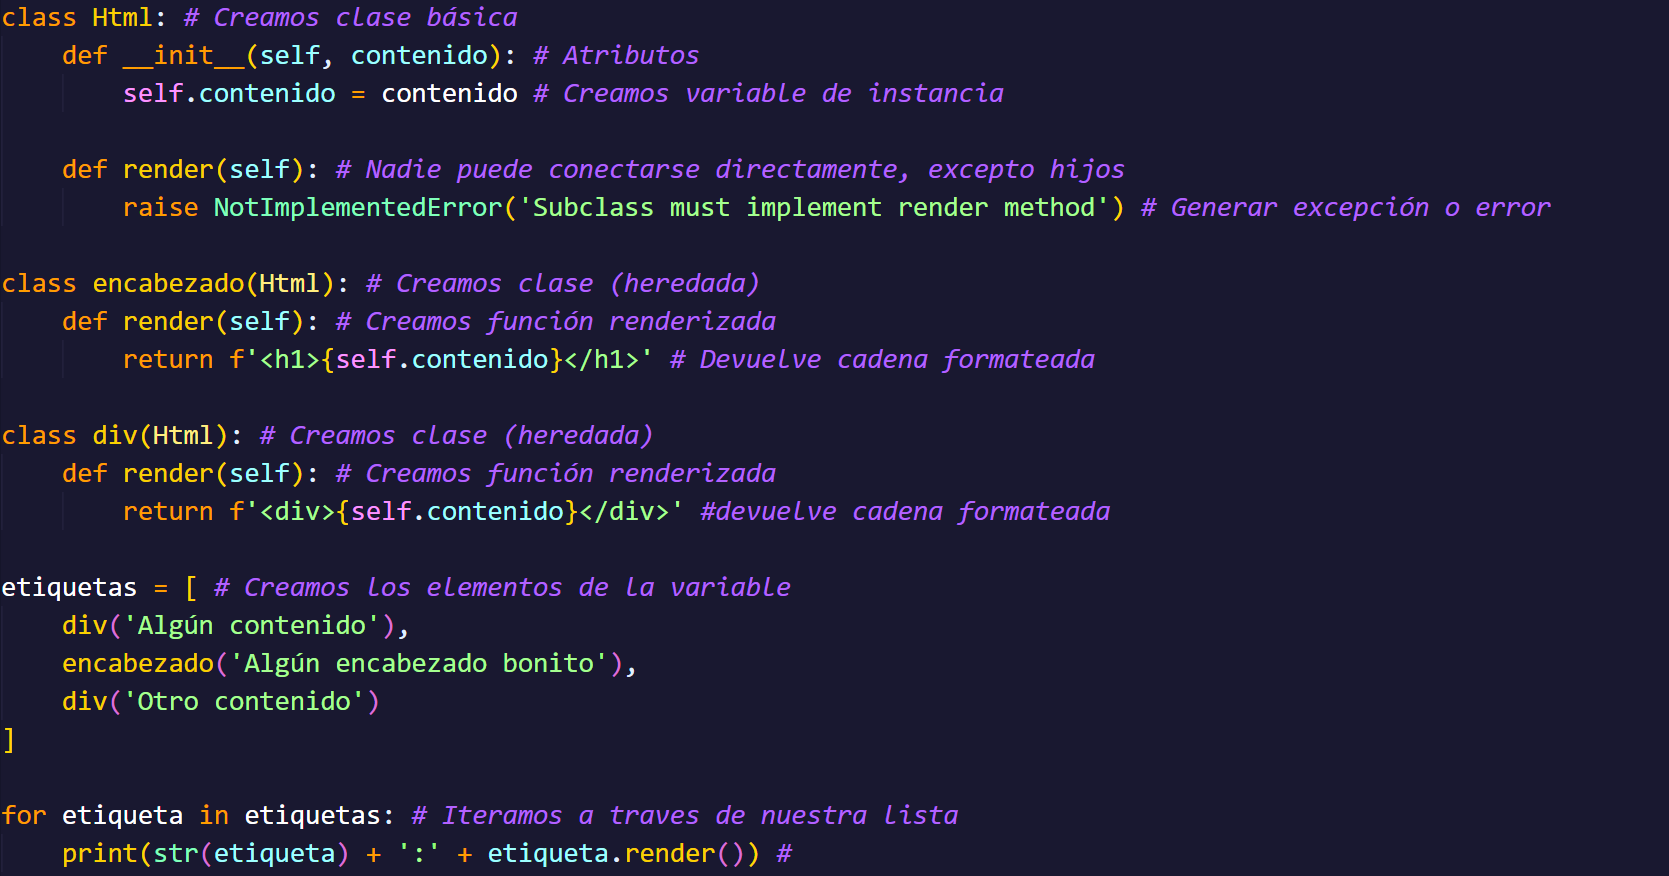 class Html: # Creamos clase básica
    def __init__(self, contenido): # Atributos
        self.contenido = contenido # Creamos variable de instancia

    def render(self): # Nadie puede conectarse directamente, excepto hijos
        raise NotImplementedError('Subclass must implement render method') # Generar excepción o error

class encabezado(Html): # Creamos clase (heredada)
    def render(self): # Creamos función renderizada
        return f'<h1>{self.contenido}</h1>' # Devuelve cadena formateada

class div(Html): # Creamos clase (heredada)
    def render(self): # Creamos función renderizada
        return f'<div>{self.contenido}</div>' #devuelve cadena formateada

etiquetas = [ # Creamos los elementos de la variable
    div('Algún contenido'),
    encabezado('Algún encabezado bonito'),
    div('Otro contenido')
]

for etiqueta in etiquetas: # Iteramos a traves de nuestra lista
    print(str(etiqueta) + ':' + etiqueta.render()) #